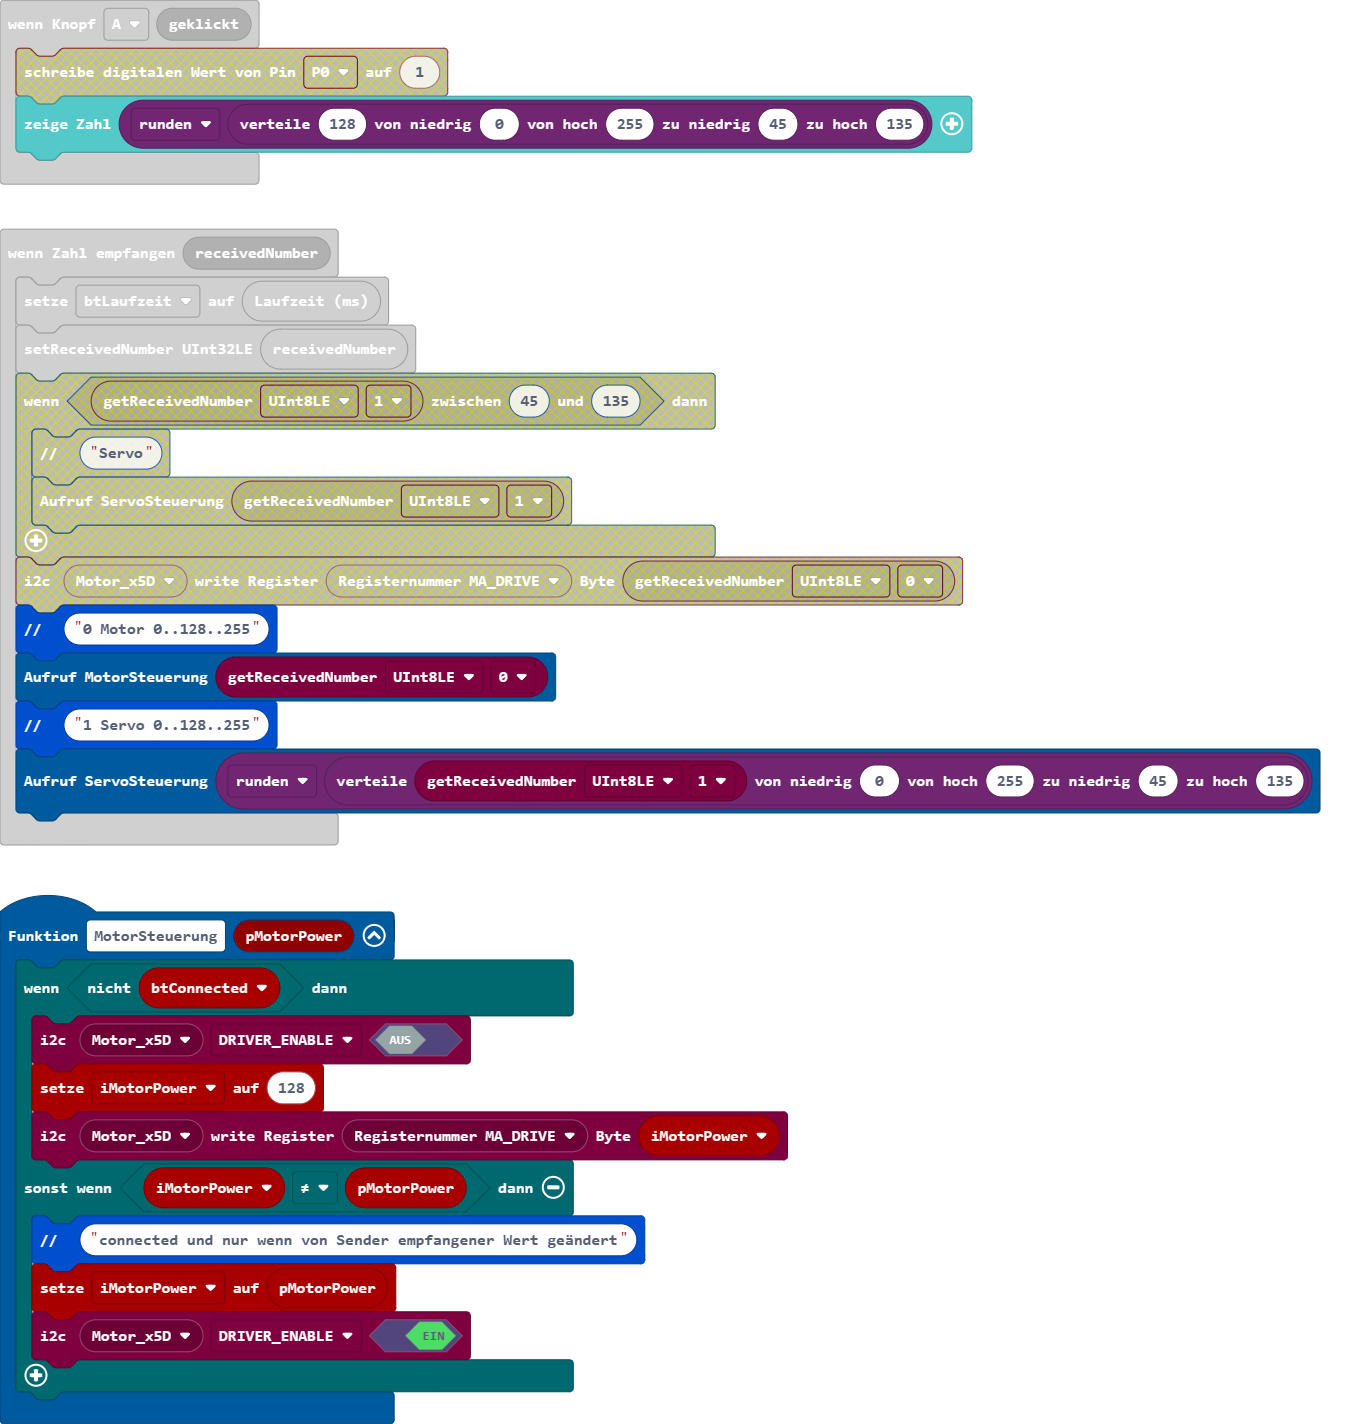 wenn Knopf A geklickt
schreibe digitalen Wert von Pin P0 auf 1
zeige Zahl runden verteile 128 von niedrig 0 von hoch 255 zu niedrig 45 zu hoch 135
wenn Zahl empfangen receivedNumber
setze btLaufzeit auf Laufzeit (ms)
setReceivedNumber UInt32LE receivedNumber
wenn getReceivedNumber UInt8LE 1 zwischen 45 und 135 dann
// "Servo"
Aufruf ServoSteuerung getReceivedNumber UInt8LE 1
i2c Motor_x5D write Register Registernummer MA_DRIVE Byte getReceivedNumber UInt8LE 0
// "0 Motor 0..128..255"
Aufruf MotorSteuerung getReceivedNumber UInt8LE 0
// "1 Servo 0..128..255"
Aufruf ServoSteuerung runden verteile getReceivedNumber UInt8LE 1 von niedrig 0 von hoch 255 zu niedrig 45 zu hoch 135
Funktion MotorSteuerung pMotorPower
wenn nicht btConnected dann
i2c Motor_x5D DRIVER_ENABLE AUS
setze iMotorPower auf 128
i2c Motor_x5D write Register Registernummer MA_DRIVE Byte iMotorPower
sonst wenn iMotorPower ≠ pMotorPower dann
// "connected und nur wenn von Sender empfangener Wert geändert"
setze iMotorPower auf pMotorPower
i2c Motor_x5D DRIVER_ENABLE EIN